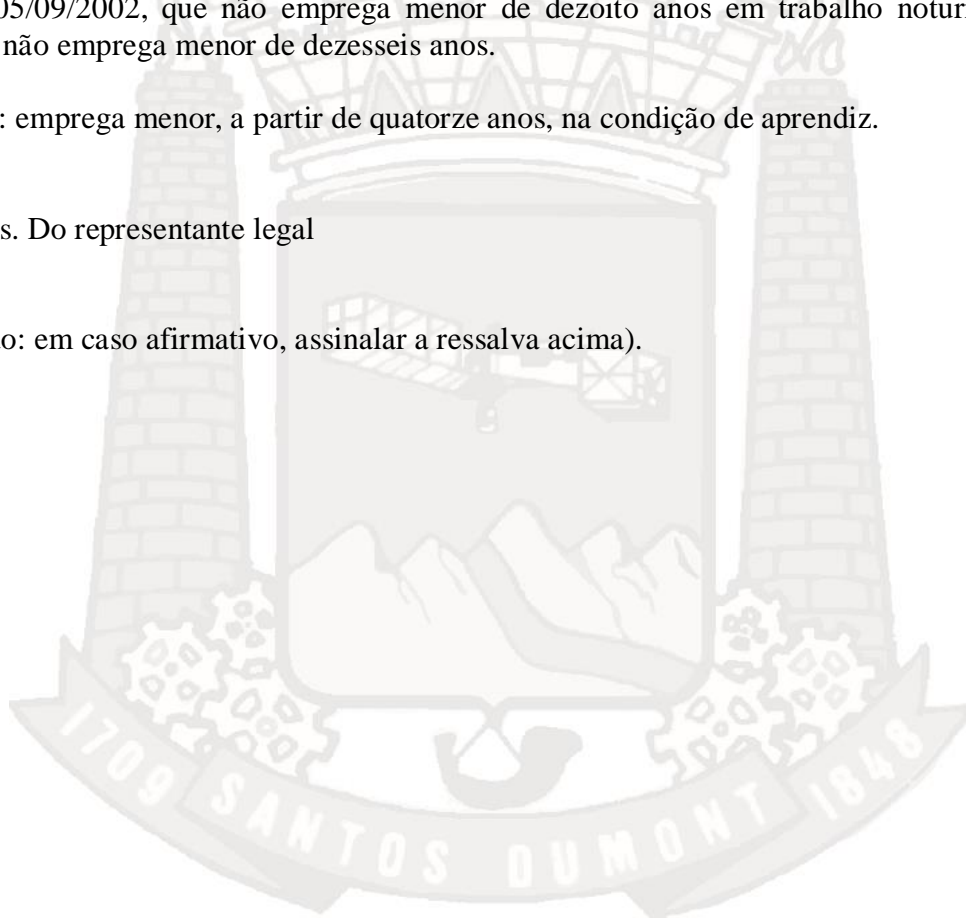 05/09/2002, que não emprega menor de dezoito anos em trabalho
não emprega menor de dezesseis anos.
: emprega menor, a partir de quatorze anos, na condição de aprendiz.
s. Do representante legal
o: em caso afirmativo, assinalar a ressalva acima).
1709 SANTOS DUMONT 1848